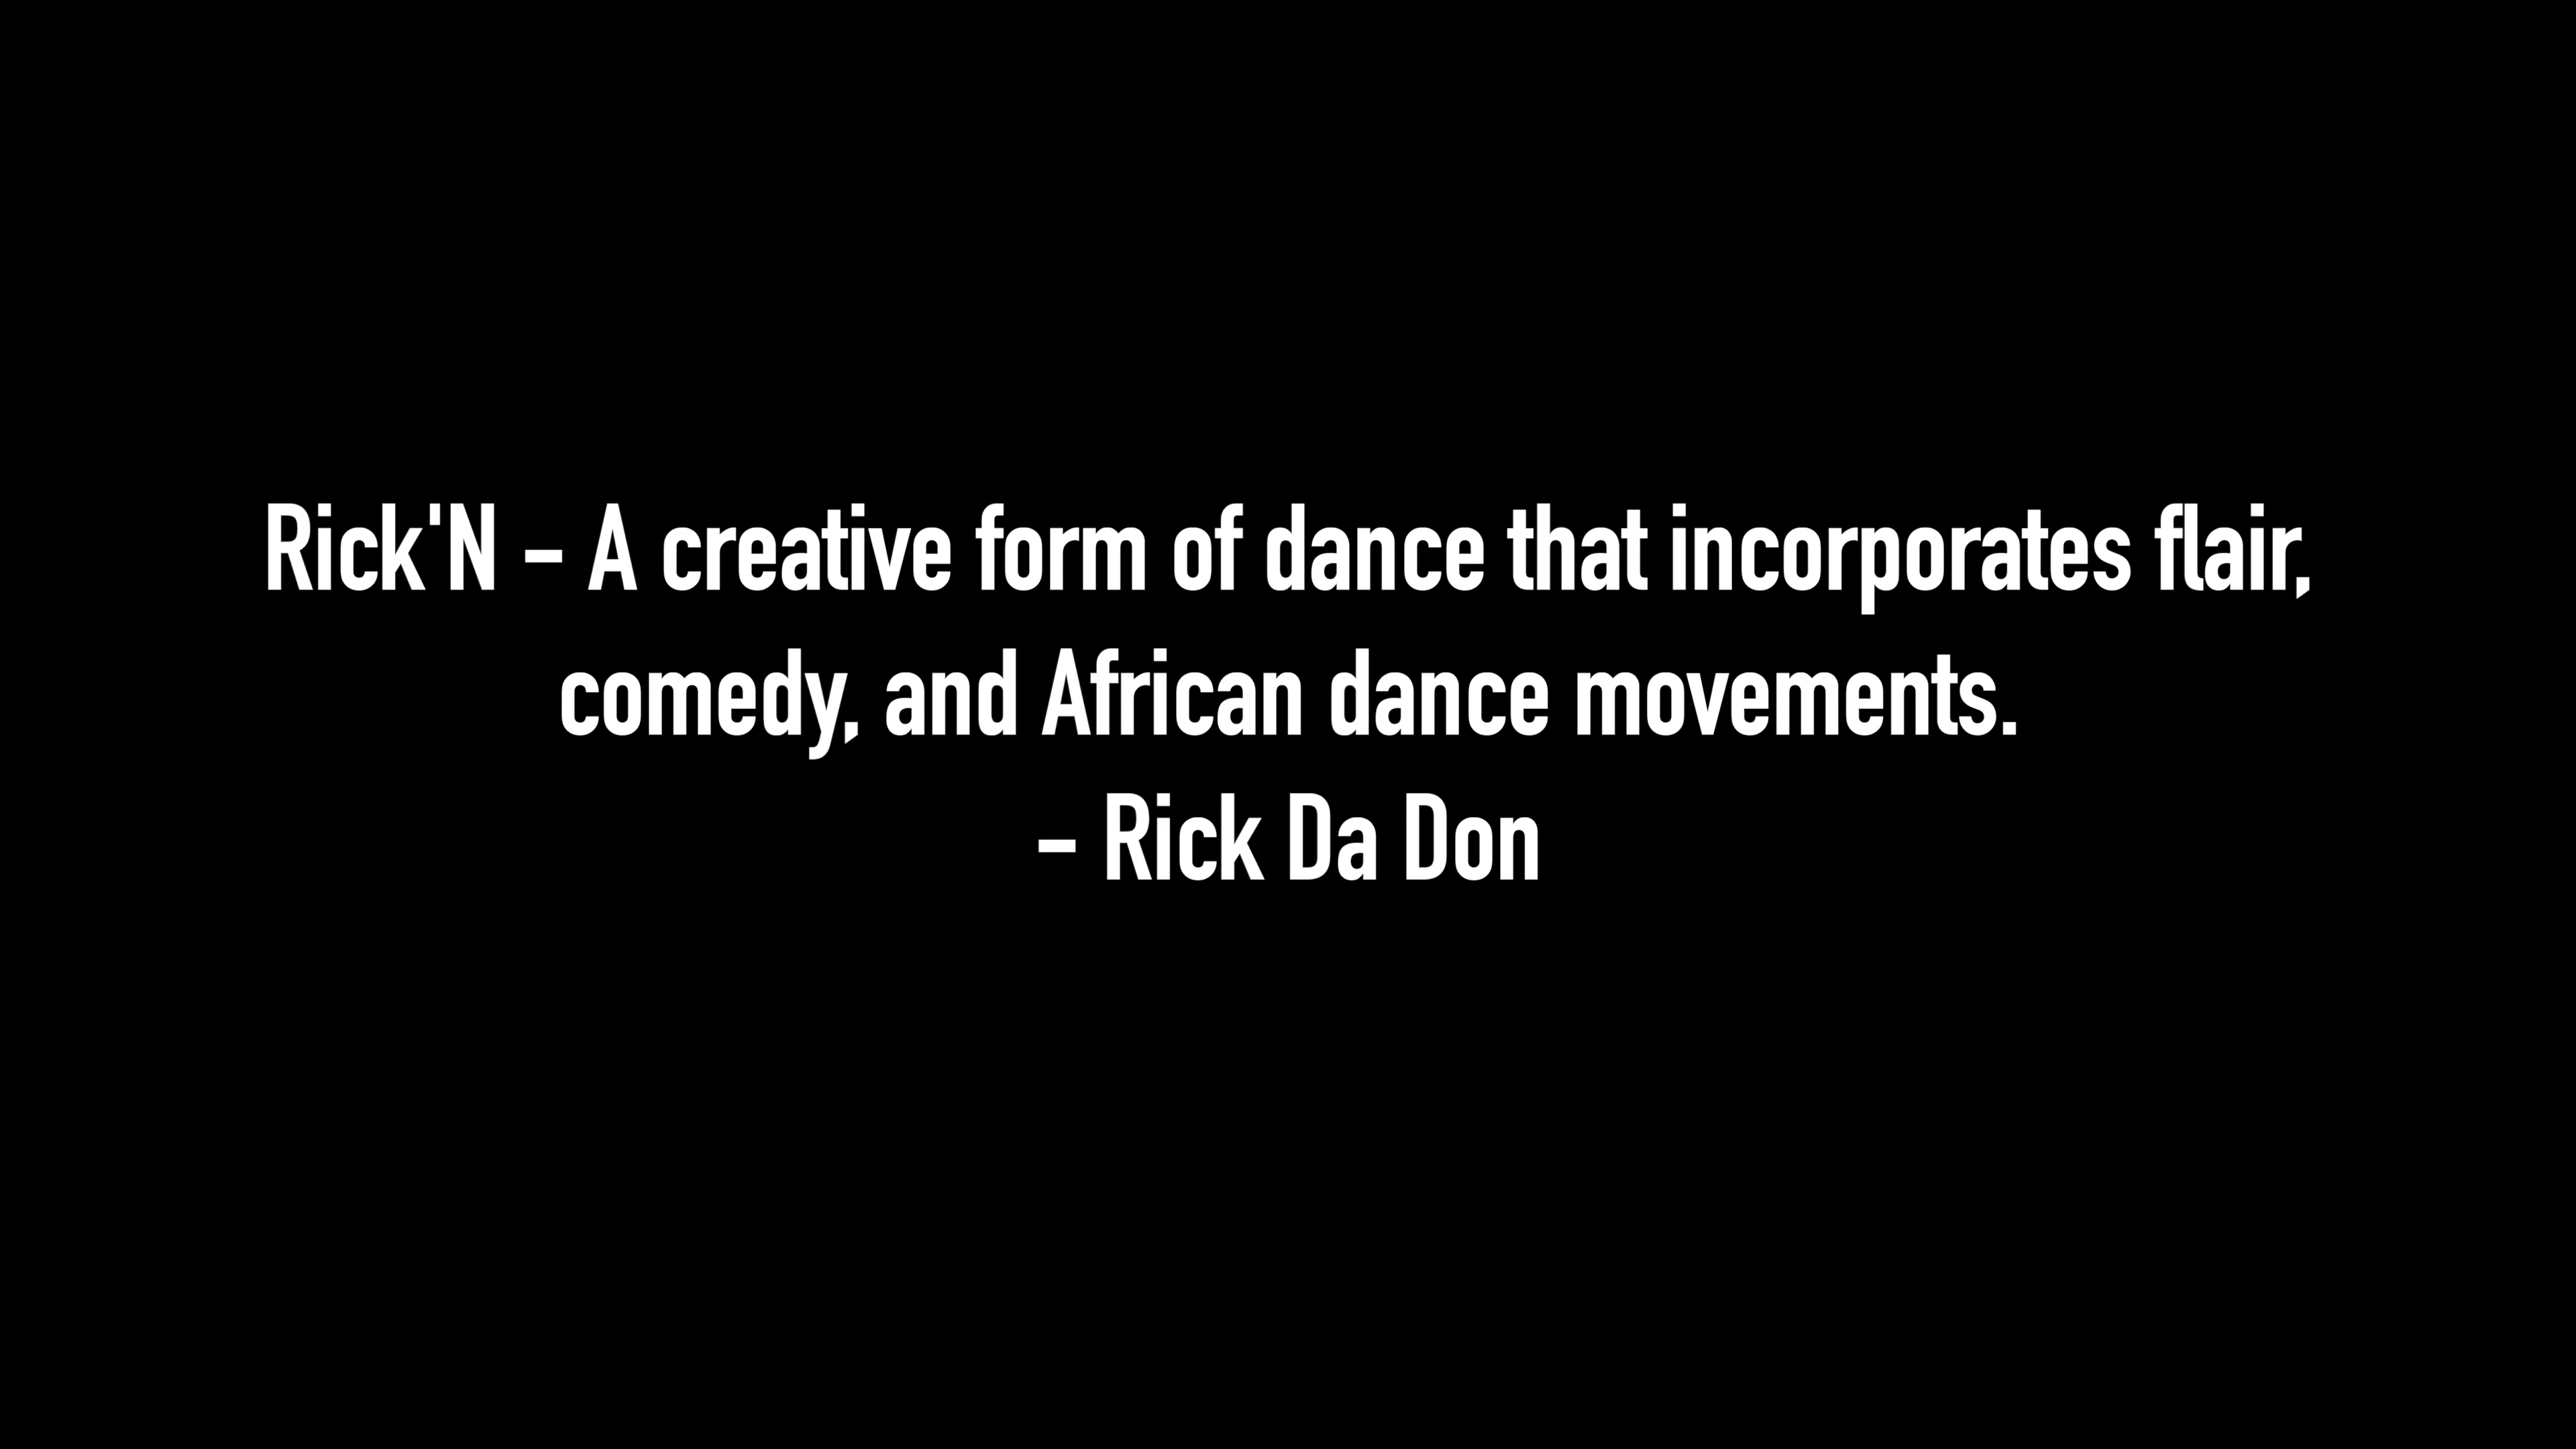 Rick'N – A creative form of dance that incorporates flair,
comedy, and African dance movements.
– Rick Da Don